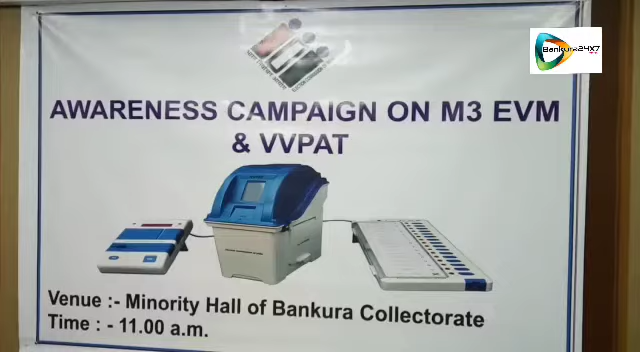 Bankura24X7
AWARENESS CAMPAIGN ON M3 EVM
& VVPAT
Venue :- Minority Hall of Bankura Collectorate
Time : - 11.00 a.m.